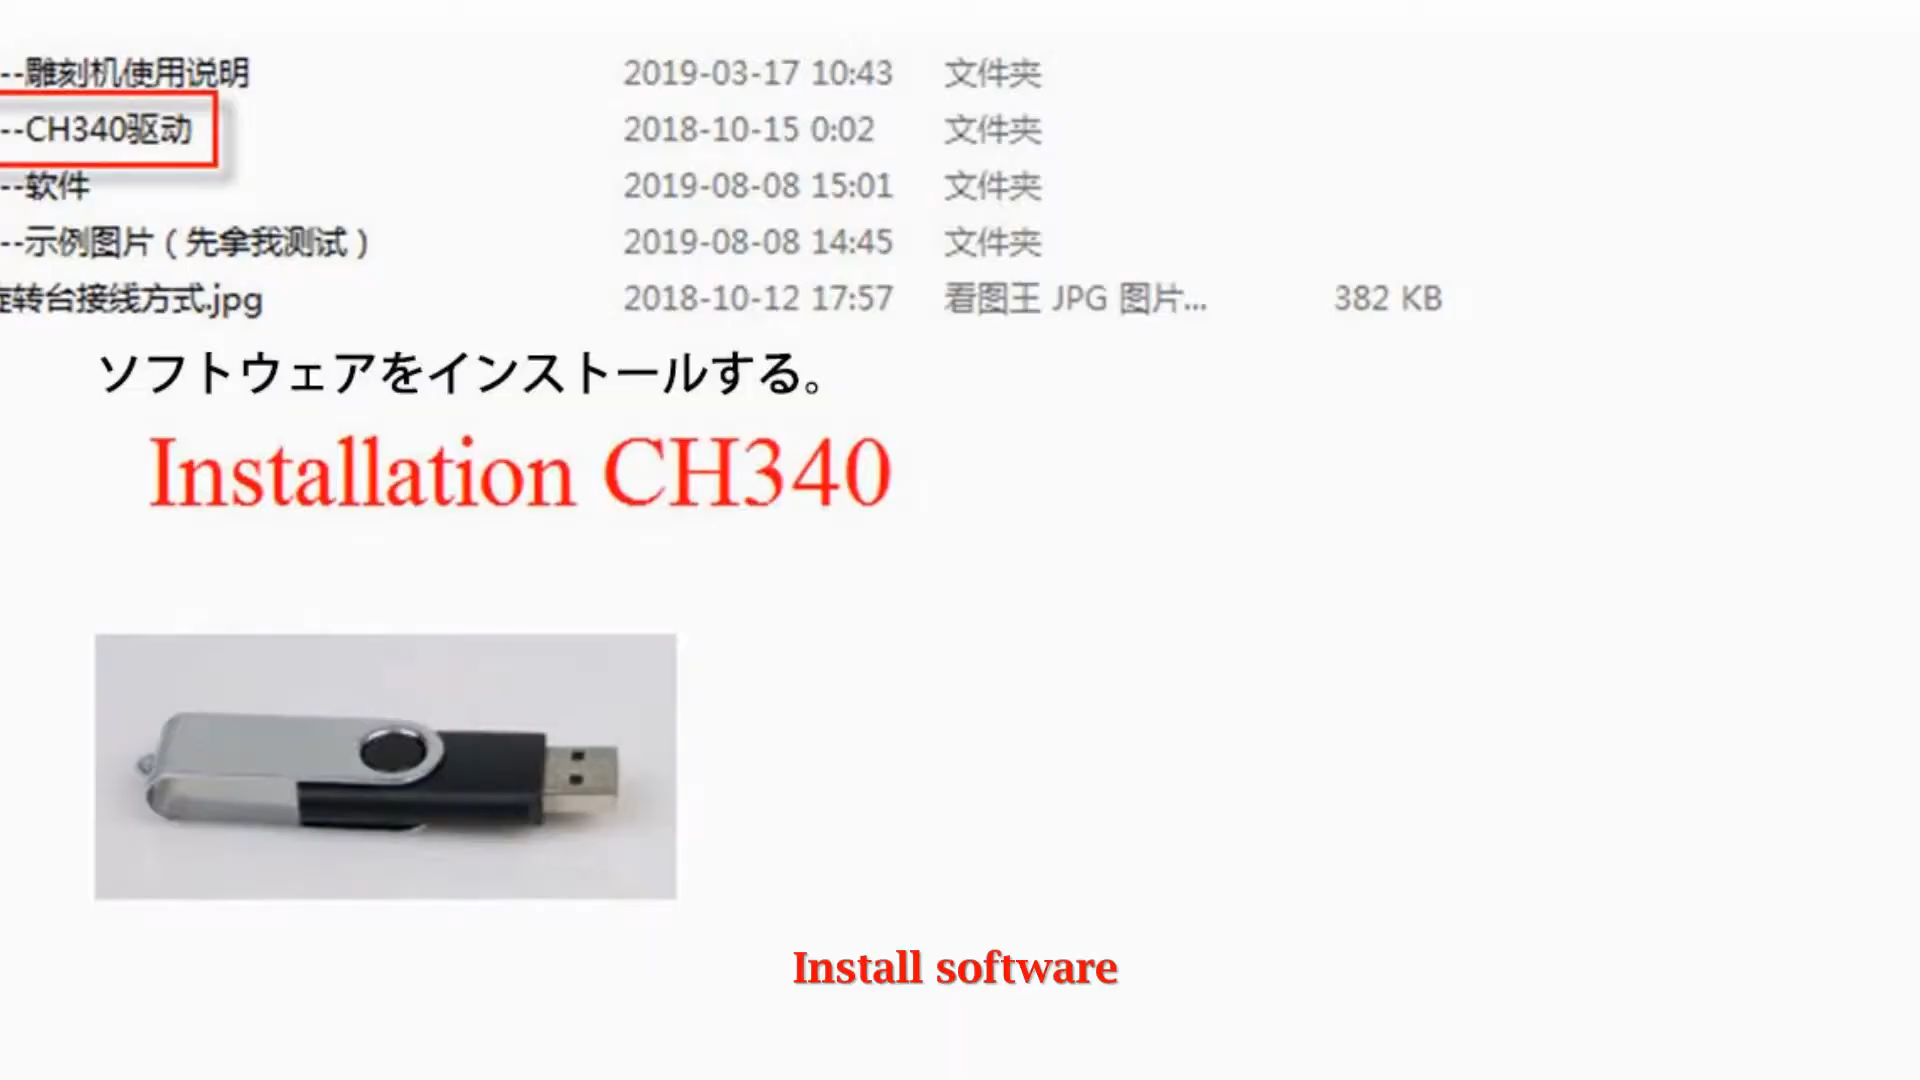 --雕刻机使用说明 2019-03-17 10:43 文件夹
--CH340驱动 2018-10-15 0:02 文件夹
--软件 2019-08-08 15:01 文件夹
--示例图片（先拿我测试） 2019-08-08 14:45 文件夹
转台接线方式.jpg 2018-10-12 17:57 看图王 JPG 图片... 382 KB
ソフトウェアをインストールする。
Installation CH340
Install software